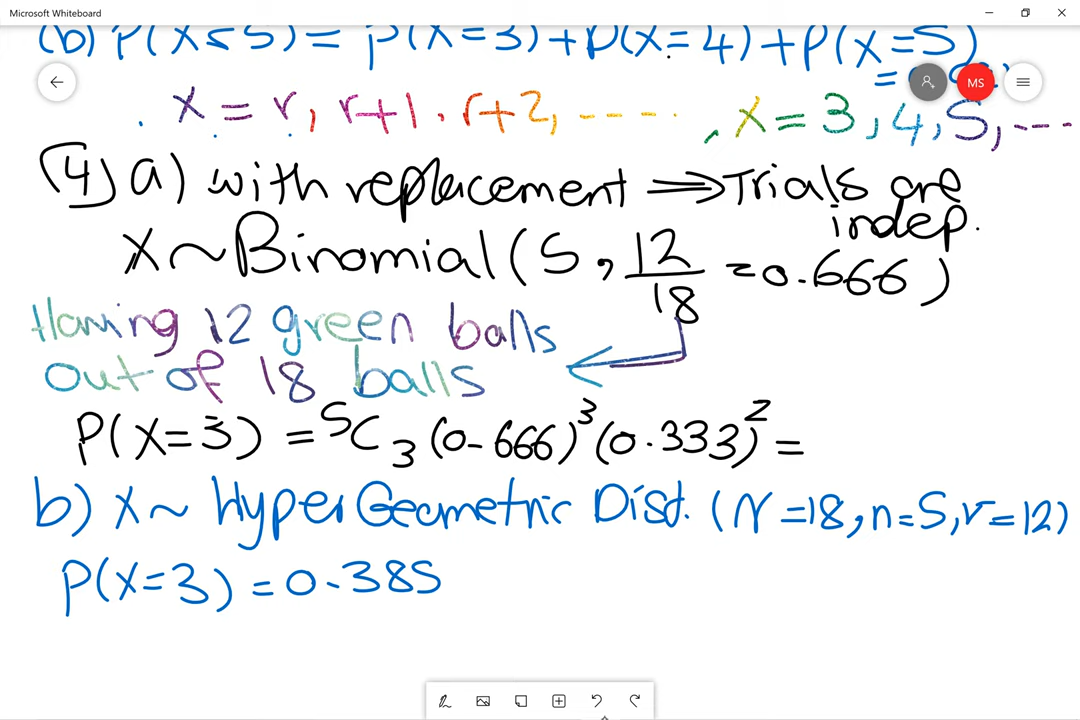 Microsoft Whiteboard
(b) P(X≤5) = P(X=3)+P(X=4)+P(X=5)
MS
x = r, r+1, r+2, ----- , x = 3, 4, 5, ---
(4) a) with replacement ⟹ Trials are indep.
X ~ Binomial (5, 12/18 = 0.666)
Having 12 green balls
out of 18 balls
P(X=3) = 5C3 (0.666)^3 (0.333)^2 =
b) X ~ HyperGeometric Dist. (N=18, n=5, r=12)
P(X=3) = 0.385